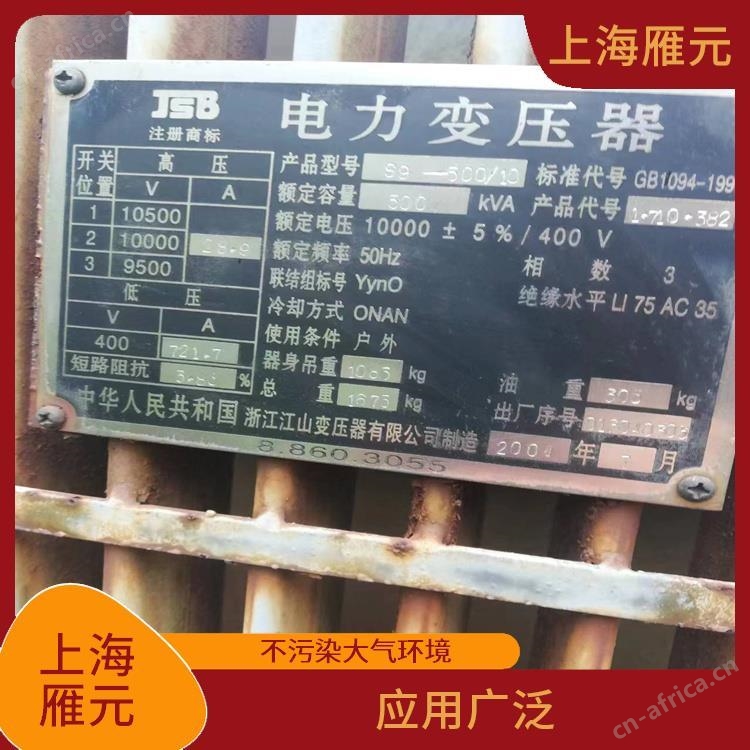 上海雁元
JSB
注册商标
电力变压器
开关位置 高压
V A
1 10500
2 10000 28.9
3 9500
低压
V A
400 721.7
短路阻抗 %
产品型号 S9—500/10 标准代号 GB1094-199
额定容量 500 kVA 产品代号 1·710·382
额定电压 10000 ± 5%/400 V
额定频率 50Hz 相数 3
联结组标号 Yyn0 绝缘水平 LI 75 AC 35
冷却方式 ONAN
使用条件 户外
器身吊重 1085 kg 油重 kg
总重 1675 kg 出厂序号
中华人民共和国 浙江江山变压器有限公司制造 年 月
8.860.3055
上海雁元
不污染大气环境
应用广泛
cn-africa.cn
cn-africa.cn